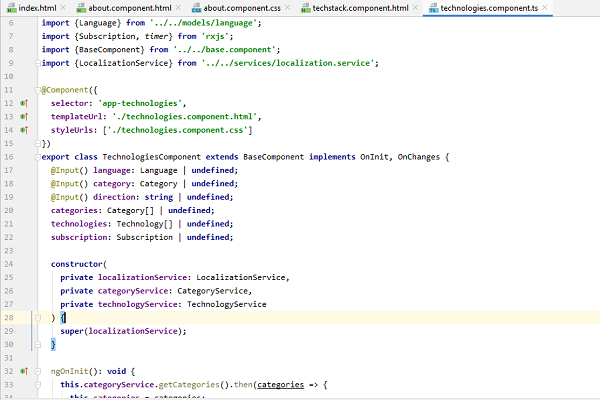 index.html about.component.html about.component.css techstack.component.html technologies.component.ts
6 import {Language} from '../../models/language';
7 import {Subscription, timer} from 'rxjs';
8 import {BaseComponent} from '../../base.component';
9 import {LocalizationService} from '../../services/localization.service';
10
11 @Component({
12 selector: 'app-technologies',
13 templateUrl: './technologies.component.html',
14 styleUrls: ['./technologies.component.css']
15 })
16 export class TechnologiesComponent extends BaseComponent implements OnInit, OnChanges {
17 @Input() language: Language | undefined;
18 @Input() category: Category | undefined;
19 @Input() direction: string | undefined;
20 categories: Category[] | undefined;
21 technologies: Technology[] | undefined;
22 subscription: Subscription | undefined;
23
24 constructor(
25 private localizationService: LocalizationService,
26 private categoryService: CategoryService,
27 private technologyService: TechnologyService
28 ) {
29 super(localizationService);
30 }
31
32 ngOnInit(): void {
33 this.categoryService.getCategories().then(categories => {
this.categories = categories;